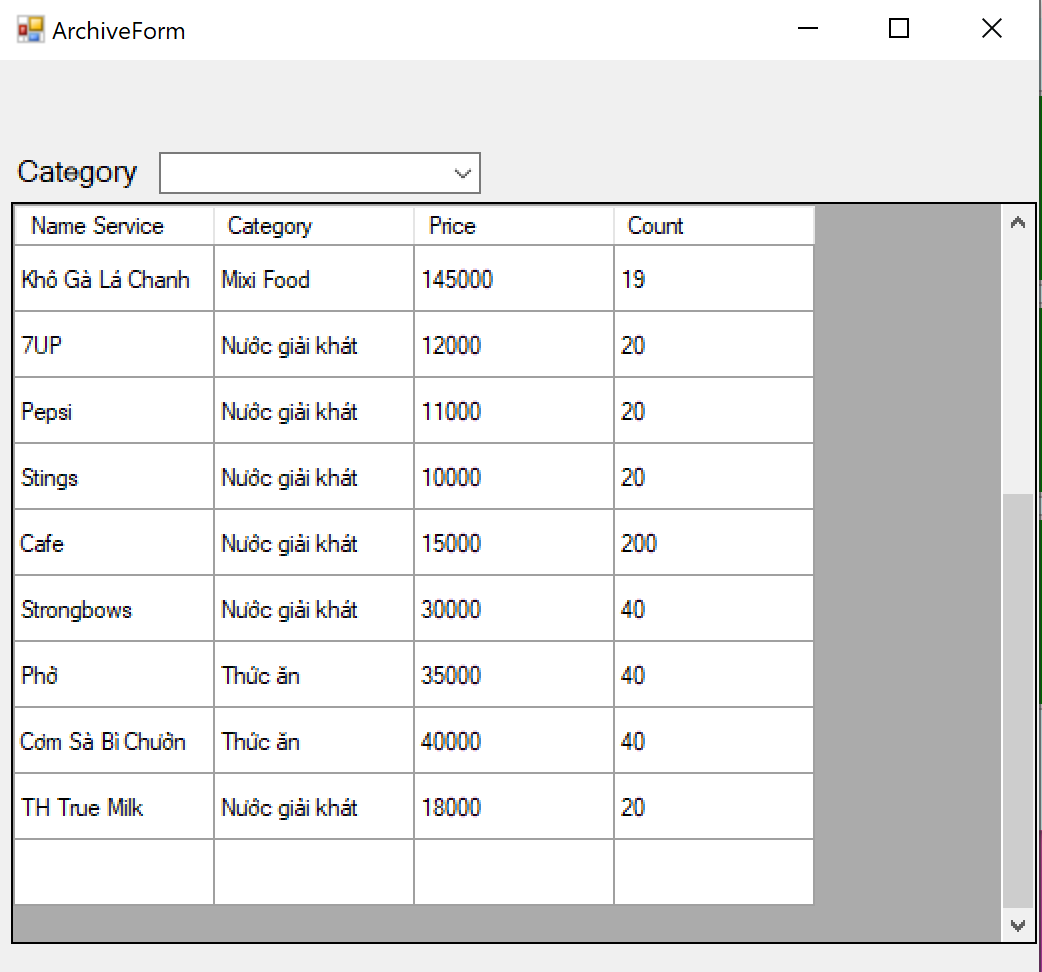 ArchiveForm
Category
Name Service Category Price Count
Khô Gà Lá Chanh Mixi Food 145000 19
7UP Nước giải khát 12000 20
Pepsi Nước giải khát 11000 20
Stings Nước giải khát 10000 20
Cafe Nước giải khát 15000 200
Strongbows Nước giải khát 30000 40
Phở Thức ăn 35000 40
Cơm Sà Bì Chưởn Thức ăn 40000 40
TH True Milk Nước giải khát 18000 20